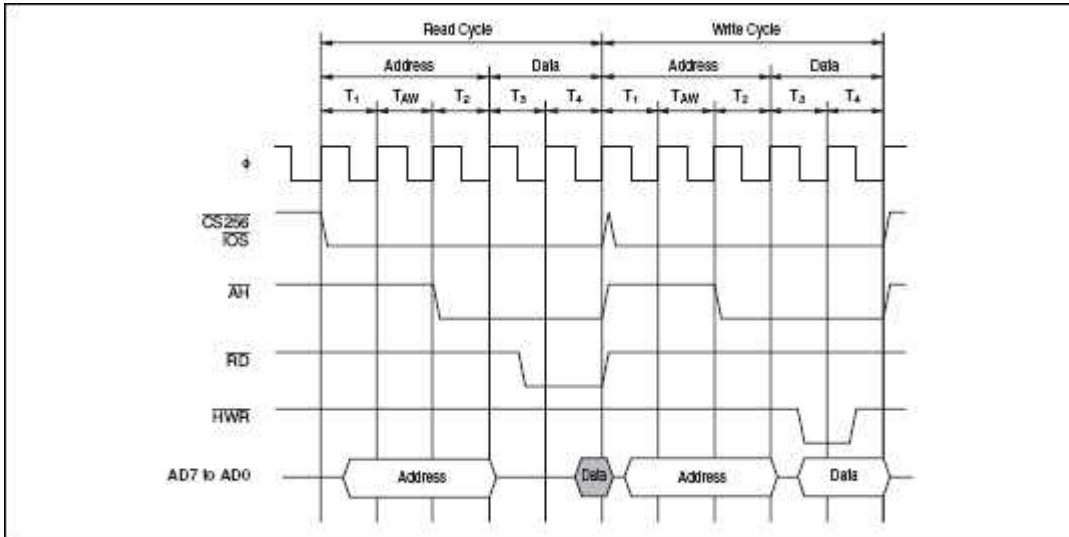 Read Cycle Write Cycle
Address Data Address Data
T1 TAW T2 T3 T4 T1 TAW T2 T3 T4
ϕ
CS256
IOS
AH
RD
HWR
AD7 to AD0 Address Data Address Data